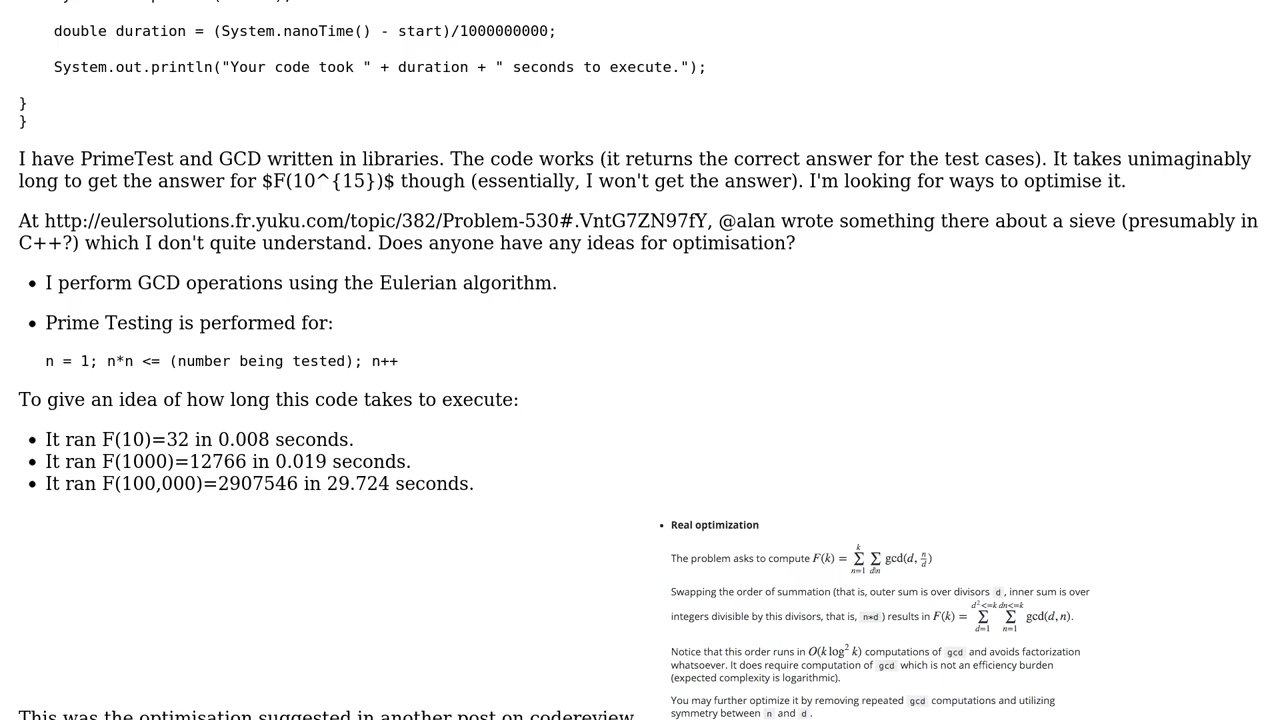 double duration = (System.nanoTime() - start)/1000000000;
System.out.println("Your code took " + duration + " seconds to execute.");
}
}
I have PrimeTest and GCD written in libraries. The code works (it returns the correct answer for the test cases). It takes unimaginably
long to get the answer for $F(10^{15})$ though (essentially, I won't get the answer). I'm looking for ways to optimise it.
At http://eulersolutions.fr.yuku.com/topic/382/Problem-530#.VntG7ZN97fY, @alan wrote something there about a sieve (presumably in
C++?) which I don't quite understand. Does anyone have any ideas for optimisation?
• I perform GCD operations using the Eulerian algorithm.
• Prime Testing is performed for:
n = 1; n*n <= (number being tested); n++
To give an idea of how long this code takes to execute:
• It ran F(10)=32 in 0.008 seconds.
• It ran F(1000)=12766 in 0.019 seconds.
• It ran F(100,000)=2907546 in 29.724 seconds.
• Real optimization
The problem asks to compute F(k) = ∑_{n=1}^{k} ∑_{d|n} gcd(d, n/d)
Swapping the order of summation (that is, outer sum is over divisors d, inner sum is over
integers divisible by this divisors, that is, n*d) results in F(k) = ∑_{d=1}^{d²<=k} ∑_{n=1}^{dn<=k} gcd(d, n).
Notice that this order runs in O(k log² k) computations of gcd and avoids factorization
whatsoever. It does require computation of gcd which is not an efficiency burden
(expected complexity is logarithmic).
You may further optimize it by removing repeated gcd computations and utilizing
symmetry between n and d.
This was the optimisation suggested in another post on codereview